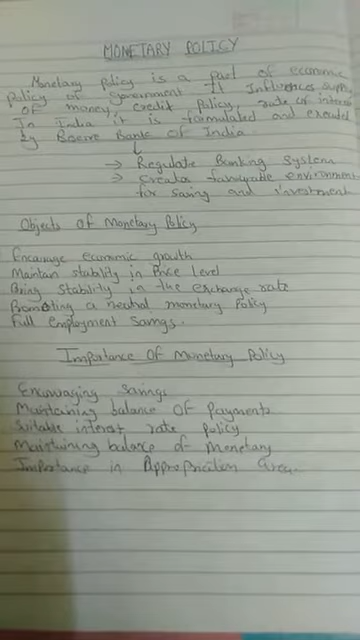 MONETARY POLICY
Monetary policy is a part of economic
policy of government It Influences supply
of money, credit policy, rate of interest
In India it is formulated and executed
by Reserve Bank of India
↓
→ Regulate Banking System
→ Creates favourable environment
for saving and investment
Objects of Monetary Policy
Encourage economic growth
Maintain stability in Price Level
Bring Stability in the exchange rate
Promoting a neutral monetary Policy
Full employment Savings.
Importance Of Monetary Policy
Encouraging Savings
Maintaining balance of Payments
Suitable interest rate policy
Maintaining balance of Monetary
Importance in Appropriation Area.